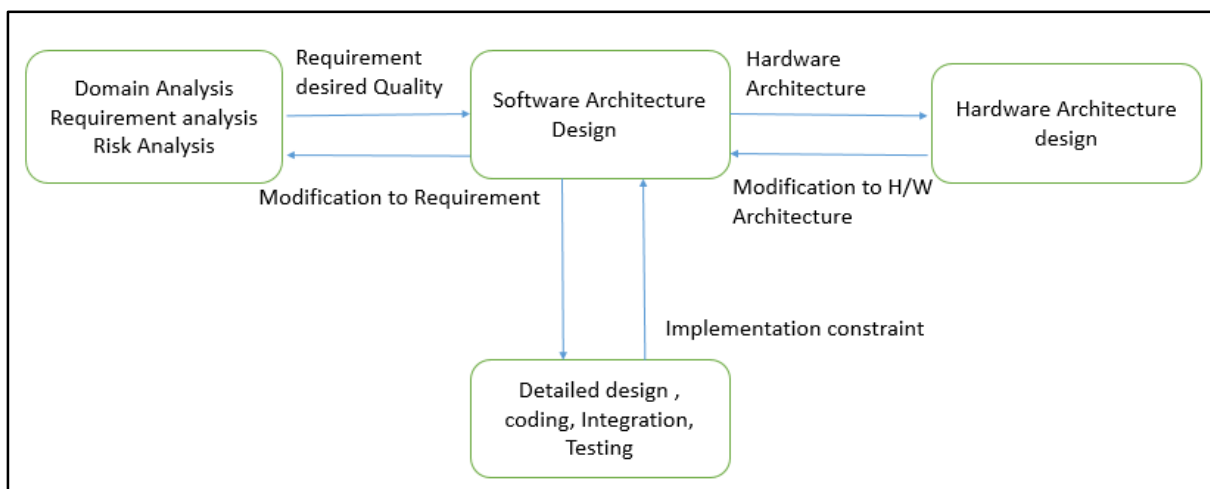 Domain Analysis
Requirement analysis
Risk Analysis
Requirement
desired Quality
Software Architecture
Design
Hardware
Architecture
Hardware Architecture
design
Modification to Requirement
Modification to H/W
Architecture
Implementation constraint
Detailed design ,
coding, Integration,
Testing